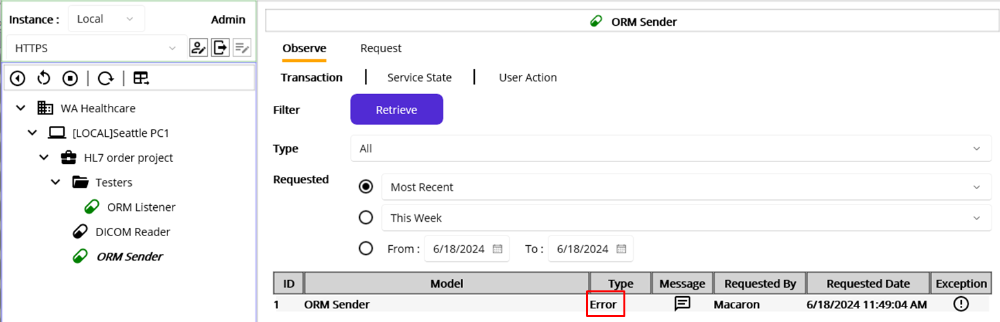 Instance : Local Admin
HTTPS
WA Healthcare
[LOCAL]Seattle PC1
HL7 order project
Testers
ORM Listener
DICOM Reader
ORM Sender
ORM Sender
Observe Request
Transaction Service State User Action
Filter Retrieve
Type All
Requested Most Recent
This Week
From : 6/18/2024 To : 6/18/2024
ID Model Type Message Requested By Requested Date Exception
1 ORM Sender Error Macaron 6/18/2024 11:49:04 AM